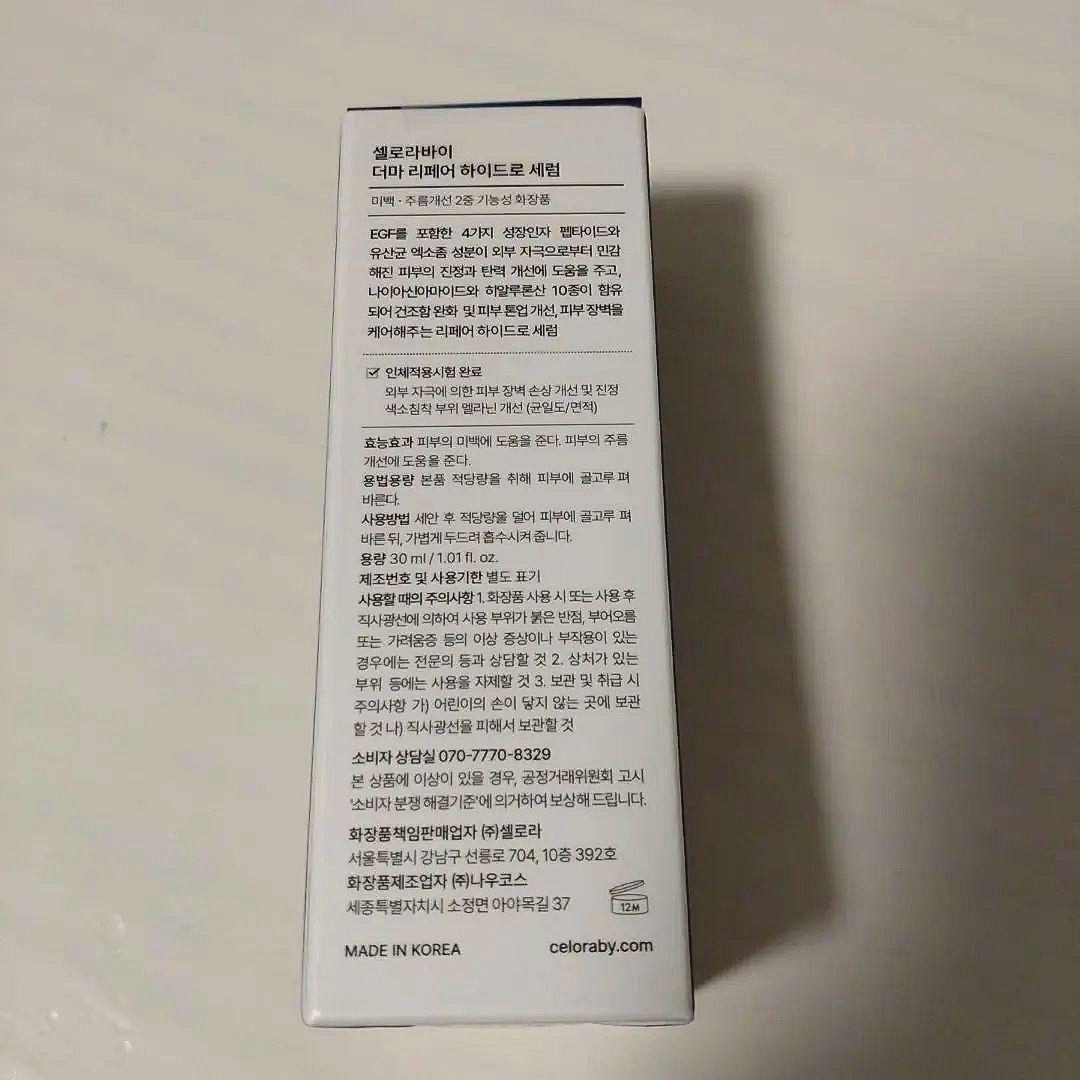 셀로라바이
더마 리페어 하이드로 세럼
미백 · 주름개선 2중 기능성 화장품
EGF를 포함한 4가지 성장인자 펩타이드와
유산균 엑소좀 성분이 외부 자극으로부터 민감
해진 피부의 진정과 탄력 개선에 도움을 주고,
나이아신아마이드와 히알루론산 10종이 함유
되어 건조함 완화 및 피부 톤업 개선, 피부 장벽을
케어해주는 리페어 하이드로 세럼
인체적용시험 완료
외부 자극에 의한 피부 장벽 손상 개선 및 진정
색소침착 부위 멜라닌 개선 (균일도/면적)
효능효과 피부의 미백에 도움을 준다. 피부의 주름
개선에 도움을 준다.
용법용량 본품 적당량을 취해 피부에 골고루 펴
바른다.
사용방법 세안 후 적당량을 덜어 피부에 골고루 펴
바른 뒤, 가볍게 두드려 흡수시켜 줍니다.
용량 30 ml / 1.01 fl. oz.
제조번호 및 사용기한 별도 표기
사용할 때의 주의사항 1. 화장품 사용 시 또는 사용 후
직사광선에 의하여 사용 부위가 붉은 반점, 부어오름
또는 가려움증 등의 이상 증상이나 부작용이 있는
경우에는 전문의 등과 상담할 것 2. 상처가 있는
부위 등에는 사용을 자제할 것 3. 보관 및 취급 시
주의사항 가) 어린이의 손이 닿지 않는 곳에 보관
할 것 나) 직사광선을 피해서 보관할 것
소비자 상담실 070-7770-8329
본 상품에 이상이 있을 경우, 공정거래위원회 고시
'소비자 분쟁 해결기준'에 의거하여 보상해 드립니다.
화장품책임판매업자 ㈜셀로라
서울특별시 강남구 선릉로 704, 10층 392호
화장품제조업자 ㈜나우코스
세종특별자치시 소정면 아야목길 37
12M
MADE IN KOREA
celoraby.com